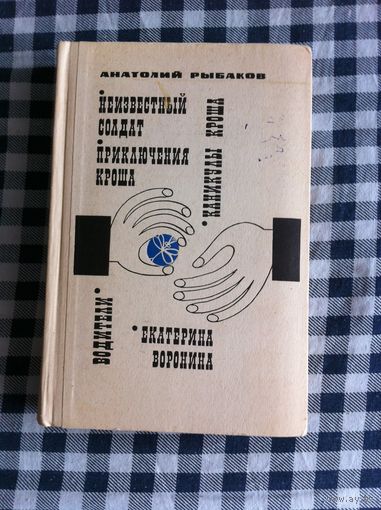 АНАТОЛИЙ РЫБАКОВ
•НЕИЗВЕСТНЫЙ
СОЛДАТ
•ПРИКЛЮЧЕНИЯ
КРОША
•КАНИКУЛЫ КРОША
ВОДИТЕЛИ•
•ЕКАТЕРИНА
ВОРОНИНА